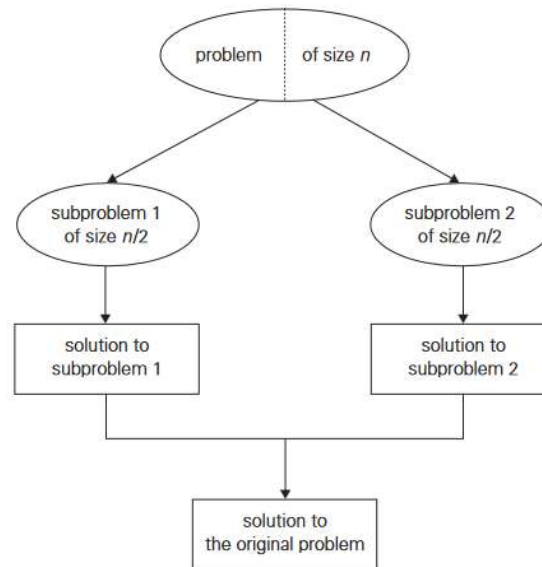 problem of size n
subproblem 1
of size n/2
subproblem 2
of size n/2
solution to
subproblem 1
solution to
subproblem 2
solution to
the original problem